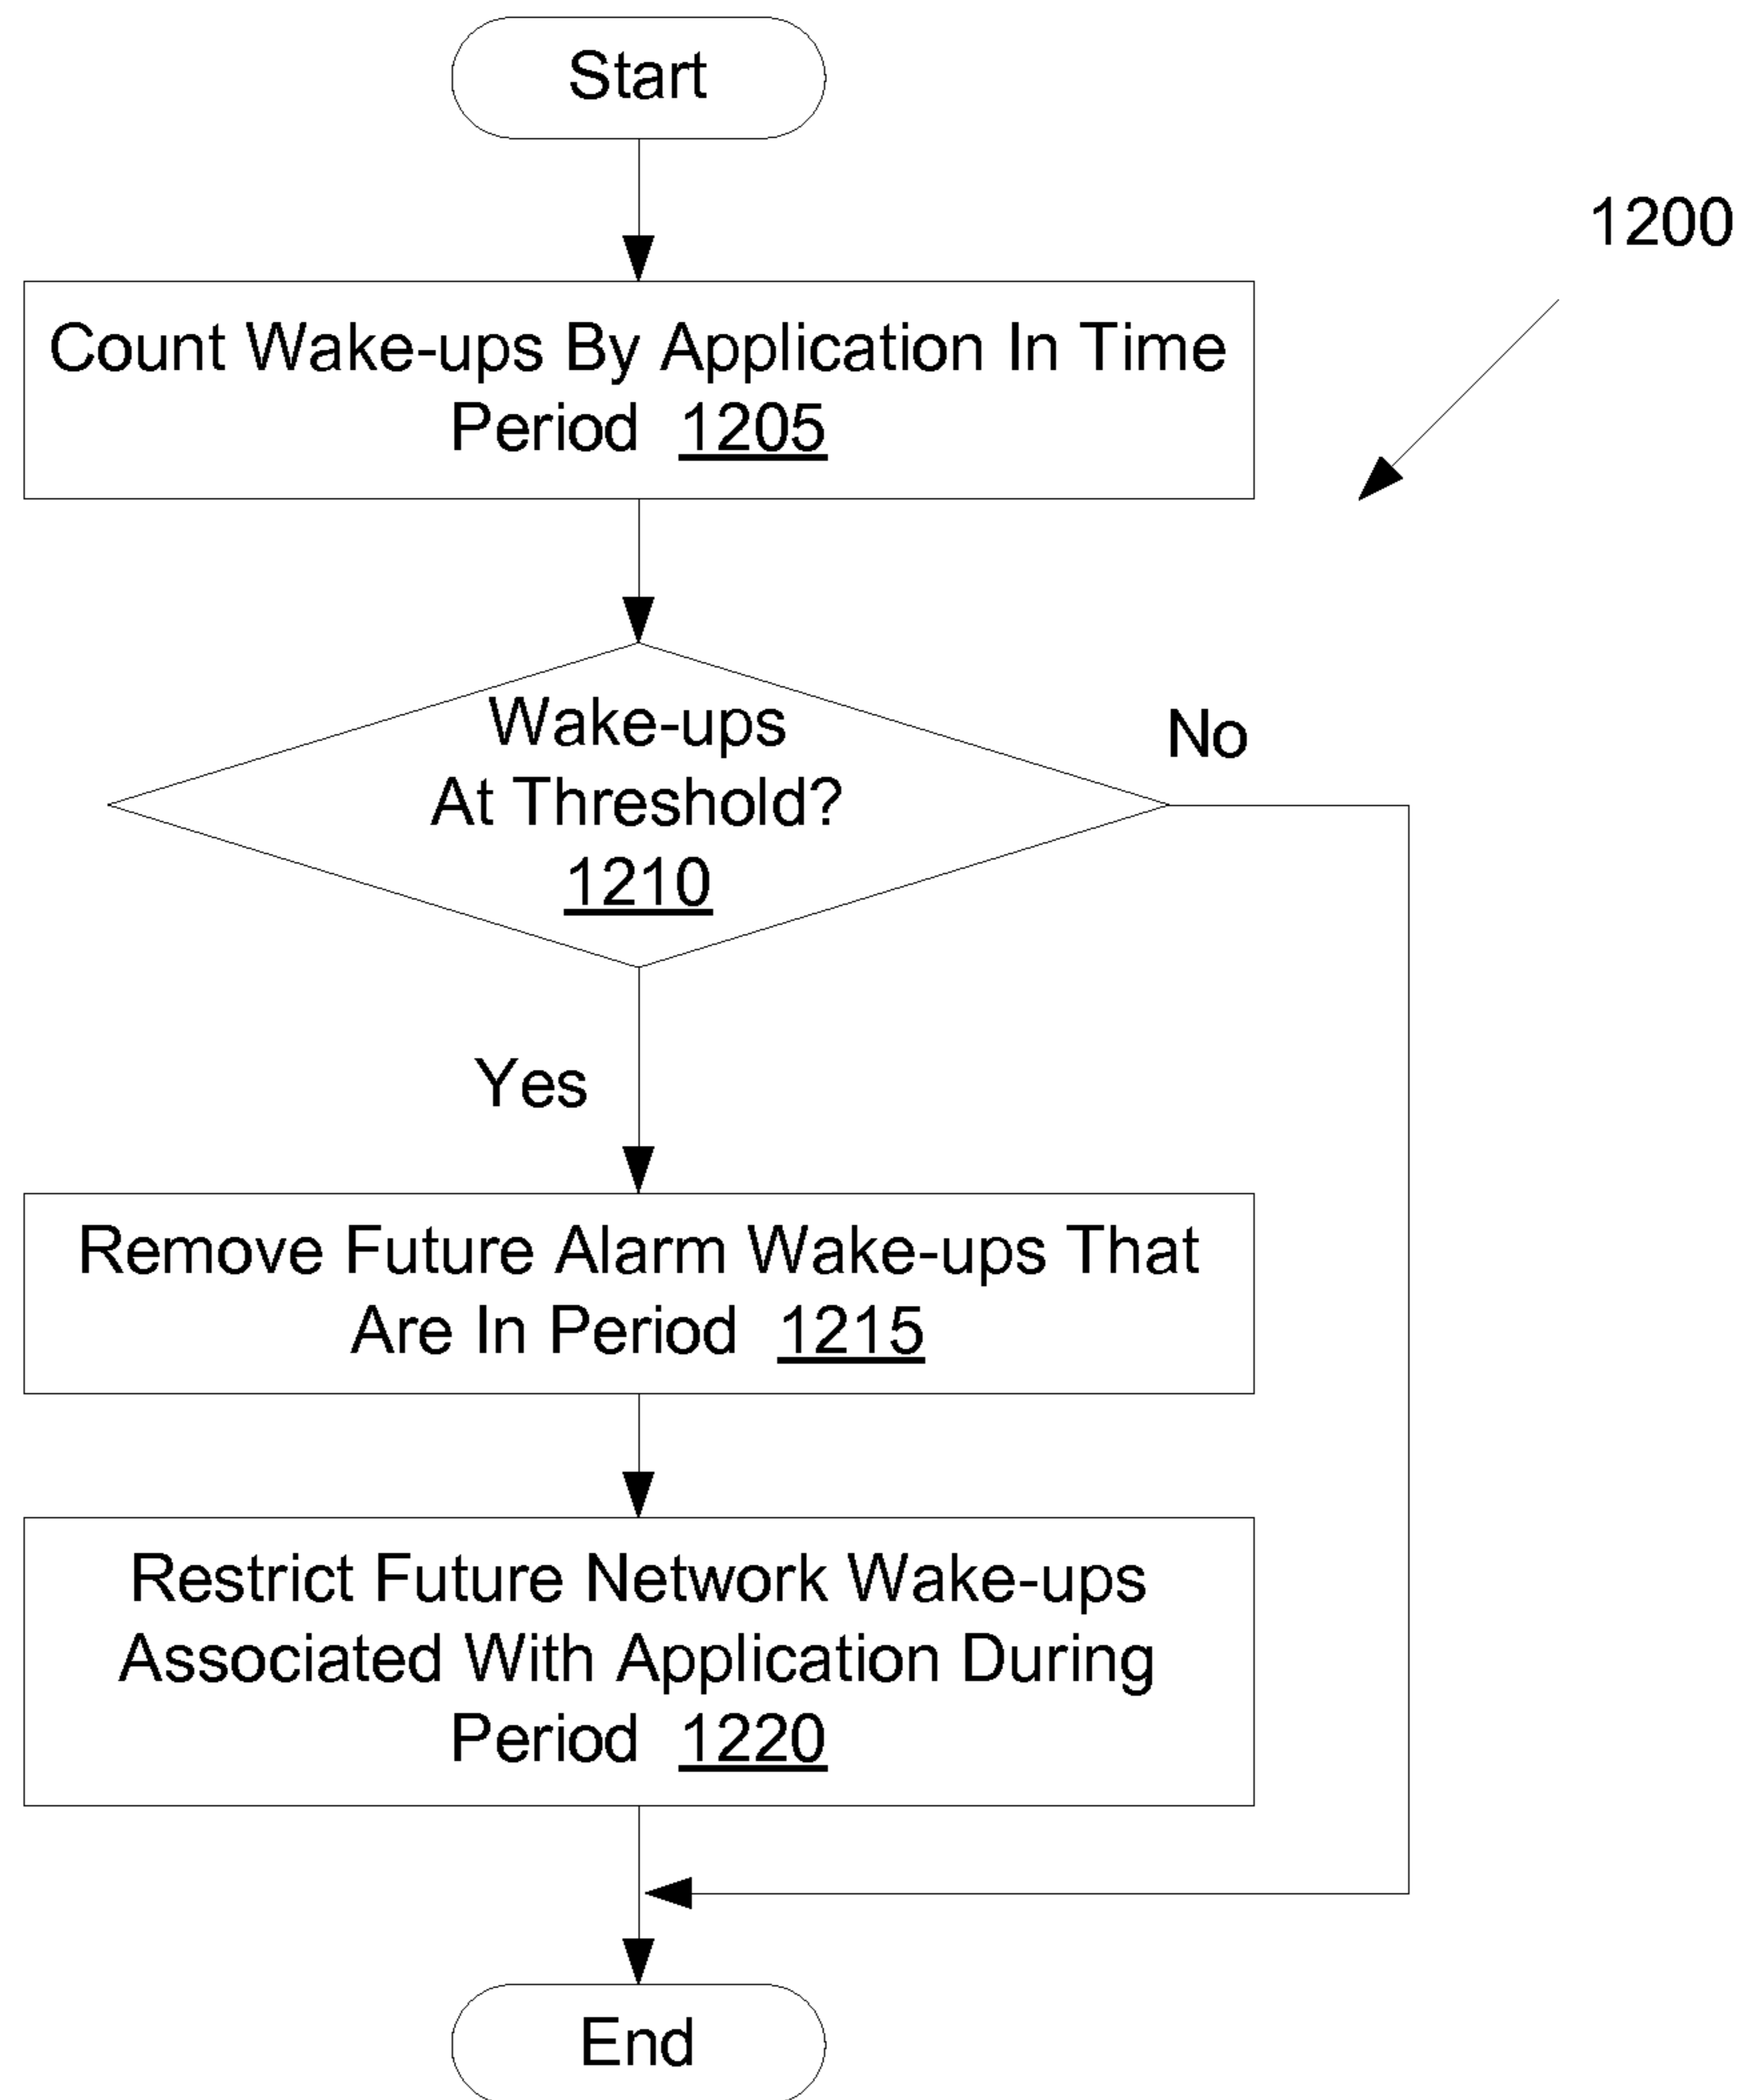 Start
1200
Count Wake-ups By Application In Time
Period 1205
Wake-ups
At Threshold?
1210
No
Yes
Remove Future Alarm Wake-ups That
Are In Period 1215
Restrict Future Network Wake-ups
Associated With Application During
Period 1220
End